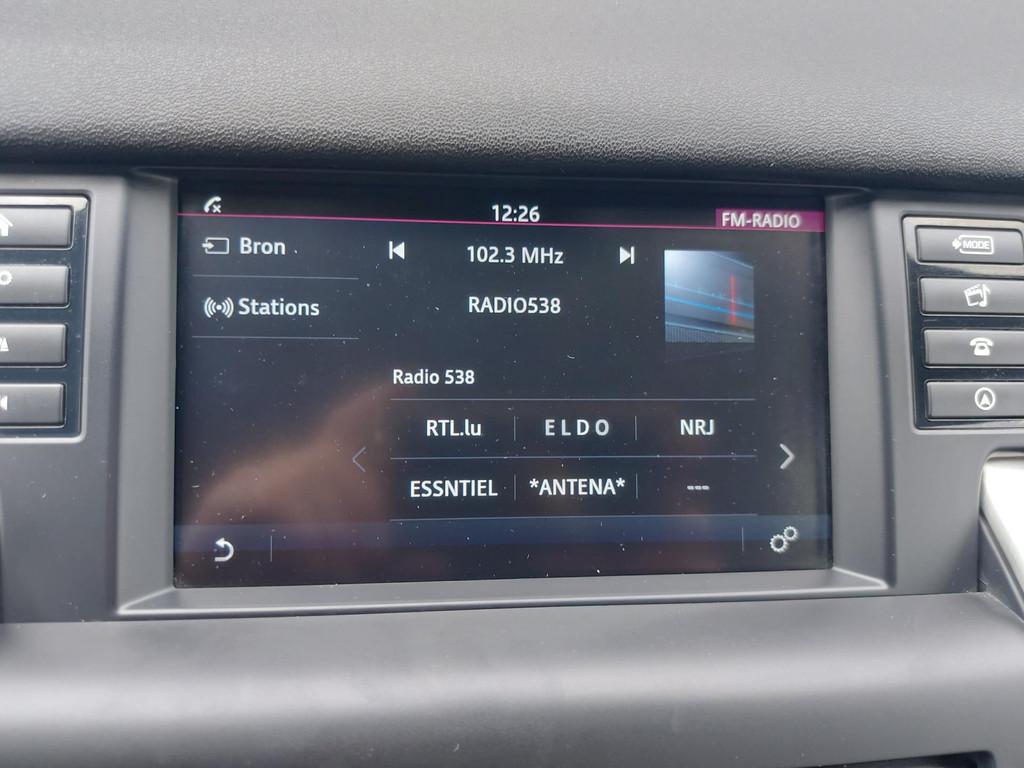 12:26
FM-RADIO
Bron
102.3 MHz
MODE
Stations
RADIO538
Radio 538
RTL.lu ELDO NRJ
ESSNTIEL *ANTENA* ---